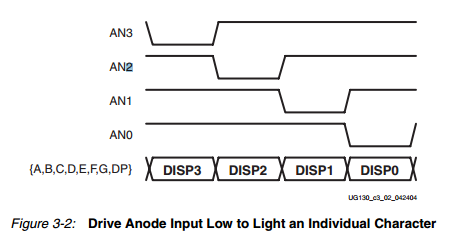 AN3
AN2
AN1
AN0
{A,B,C,D,E,F,G,DP} DISP3 DISP2 DISP1 DISP0
UG130_c3_02_042404
Figure 3-2: Drive Anode Input Low to Light an Individual Character